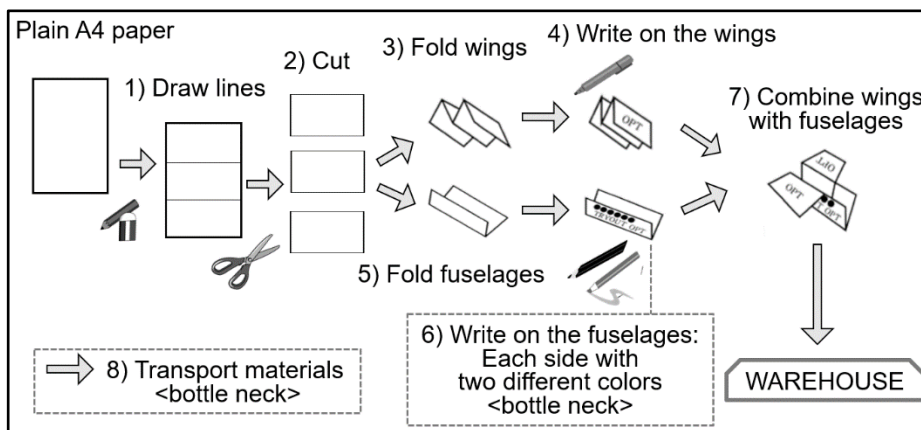 Plain A4 paper
1) Draw lines
2) Cut
3) Fold wings
4) Write on the wings
OPT
5) Fold fuselages
TRYOUT OPT
6) Write on the fuselages:
Each side with
two different colors
<bottle neck>
7) Combine wings
with fuselages
OPT
OPT
T OPT
8) Transport materials
<bottle neck>
WAREHOUSE